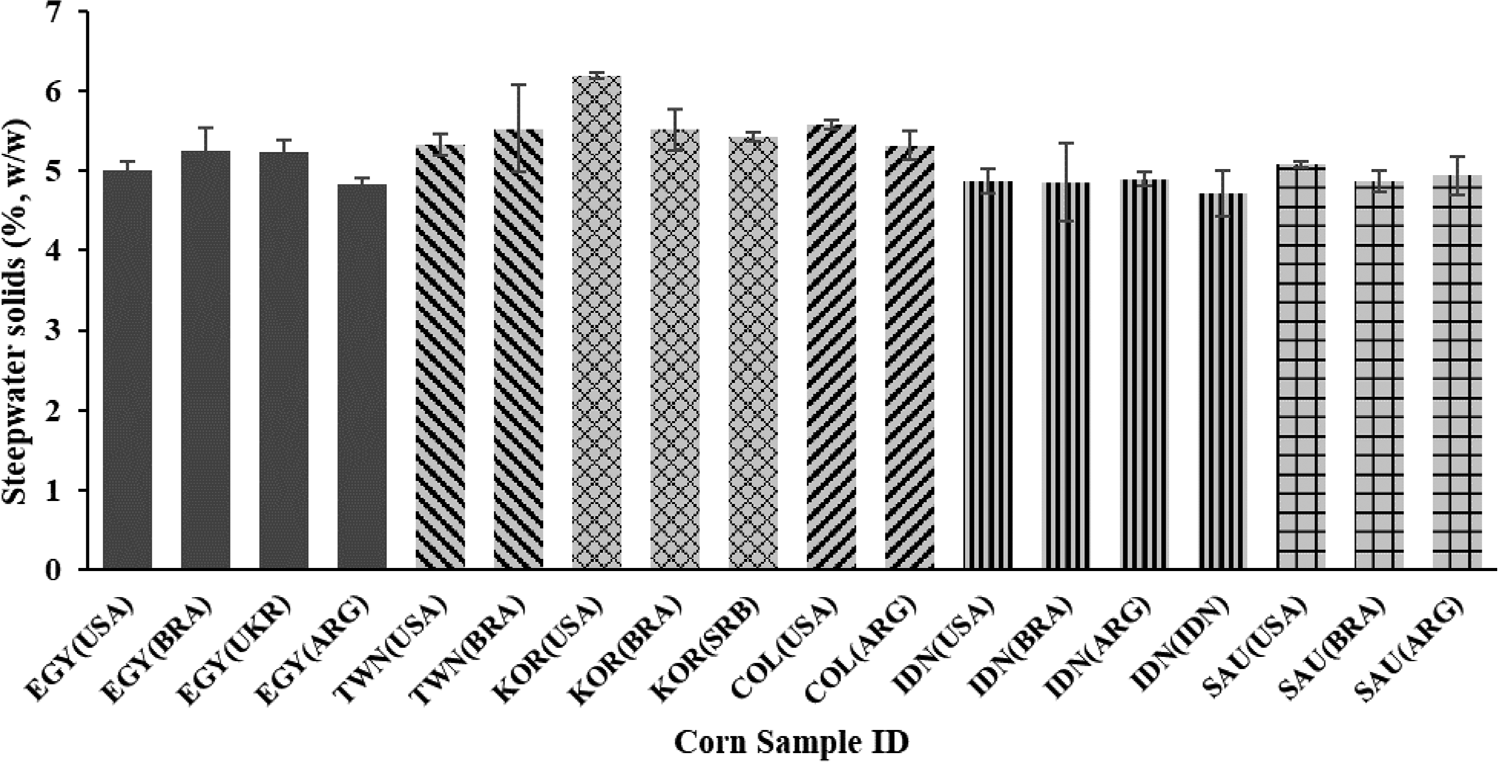 Steepwater solids (%, w/w)
7
6
5
4
3
2
1
0
EGY(USA)
EGY(BRA)
EGY(UKR)
EGY(ARG)
TWN(USA)
TWN(BRA)
KOR(USA)
KOR(BRA)
KOR(SRB)
COL(USA)
COL(ARG)
IDN(USA)
IDN(BRA)
IDN(ARG)
IDN(IDN)
SAU(USA)
SAU(BRA)
SAU(ARG)
Corn Sample ID